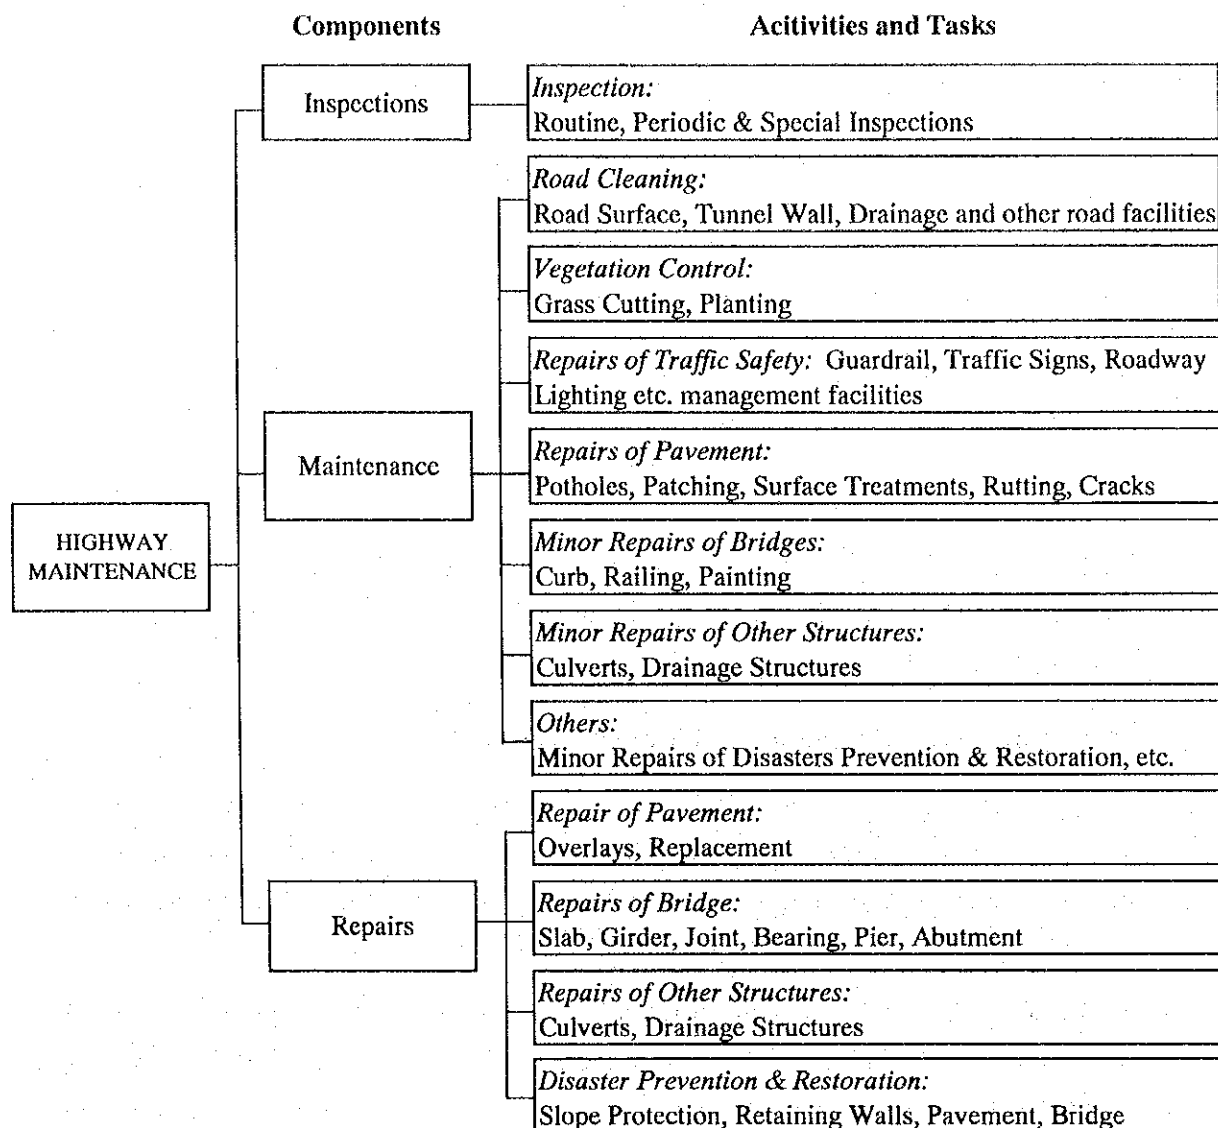 Components
Acitivities and Tasks
Inspections
Inspection:
Routine, Periodic & Special Inspections
Road Cleaning:
Road Surface, Tunnel Wall, Drainage and other road facilities
Vegetation Control:
Grass Cutting, Planting
Repairs of Traffic Safety: Guardrail, Traffic Signs, Roadway
Lighting etc. management facilities
Maintenance
Repairs of Pavement:
Potholes, Patching, Surface Treatments, Rutting, Cracks
HIGHWAY
MAINTENANCE
Minor Repairs of Bridges:
Curb, Railing, Painting
Minor Repairs of Other Structures:
Culverts, Drainage Structures
Others:
Minor Repairs of Disasters Prevention & Restoration, etc.
Repair of Pavement:
Overlays, Replacement
Repairs
Repairs of Bridge:
Slab, Girder, Joint, Bearing, Pier, Abutment
Repairs of Other Structures:
Culverts, Drainage Structures
Disaster Prevention & Restoration:
Slope Protection, Retaining Walls, Pavement, Bridge